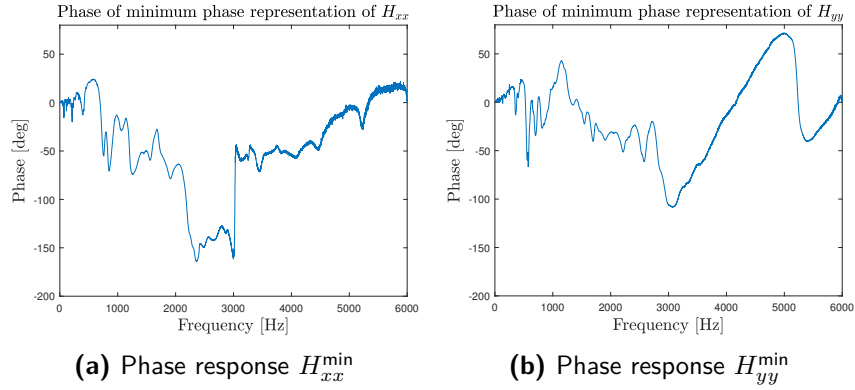 Phase of minimum phase representation of H_xx
Phase [deg]
50
0
-50
-100
-150
-200
0 1000 2000 3000 4000 5000 6000
Frequency [Hz]
(a) Phase response H_xx^min
Phase of minimum phase representation of H_yy
Phase [deg]
50
0
-50
-100
-150
-200
0 1000 2000 3000 4000 5000 6000
Frequency [Hz]
(b) Phase response H_yy^min